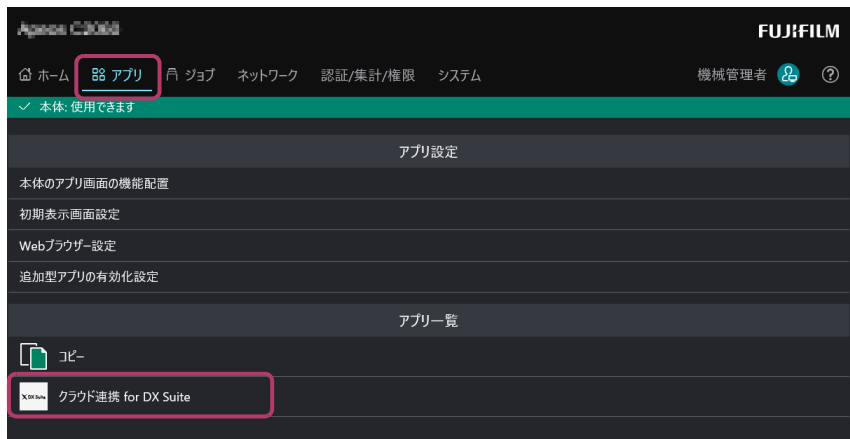 FUJIFILM
ホーム アプリ ジョブ ネットワーク 認証/集計/権限 システム 機械管理者
本体: 使用できます
アプリ設定
本体のアプリ画面の機能配置
初期表示画面設定
Webブラウザー設定
追加型アプリの有効化設定
アプリ一覧
コピー
DX Suite クラウド連携 for DX Suite